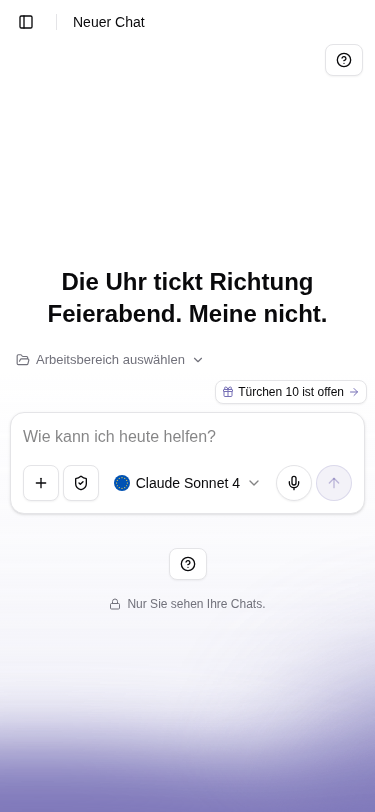 Neuer Chat
Die Uhr tickt Richtung
Feierabend. Meine nicht.
Arbeitsbereich auswählen
Türchen 10 ist offen
Wie kann ich heute helfen?
Claude Sonnet 4
Nur Sie sehen Ihre Chats.